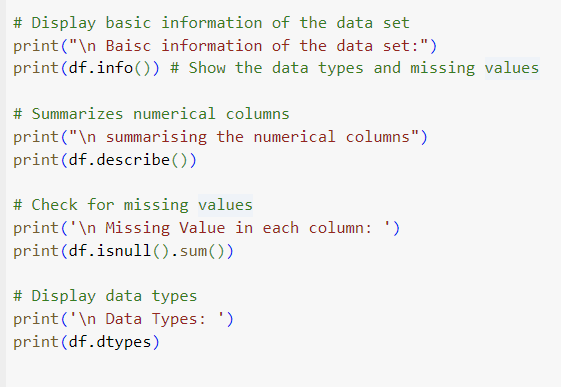 # Display basic information of the data set
print("\n Baisc information of the data set:")
print(df.info()) # Show the data types and missing values
# Summarizes numerical columns
print("\n summarising the numerical columns")
print(df.describe())
# Check for missing values
print('\n Missing Value in each column: ')
print(df.isnull().sum())
# Display data types
print('\n Data Types: ')
print(df.dtypes)